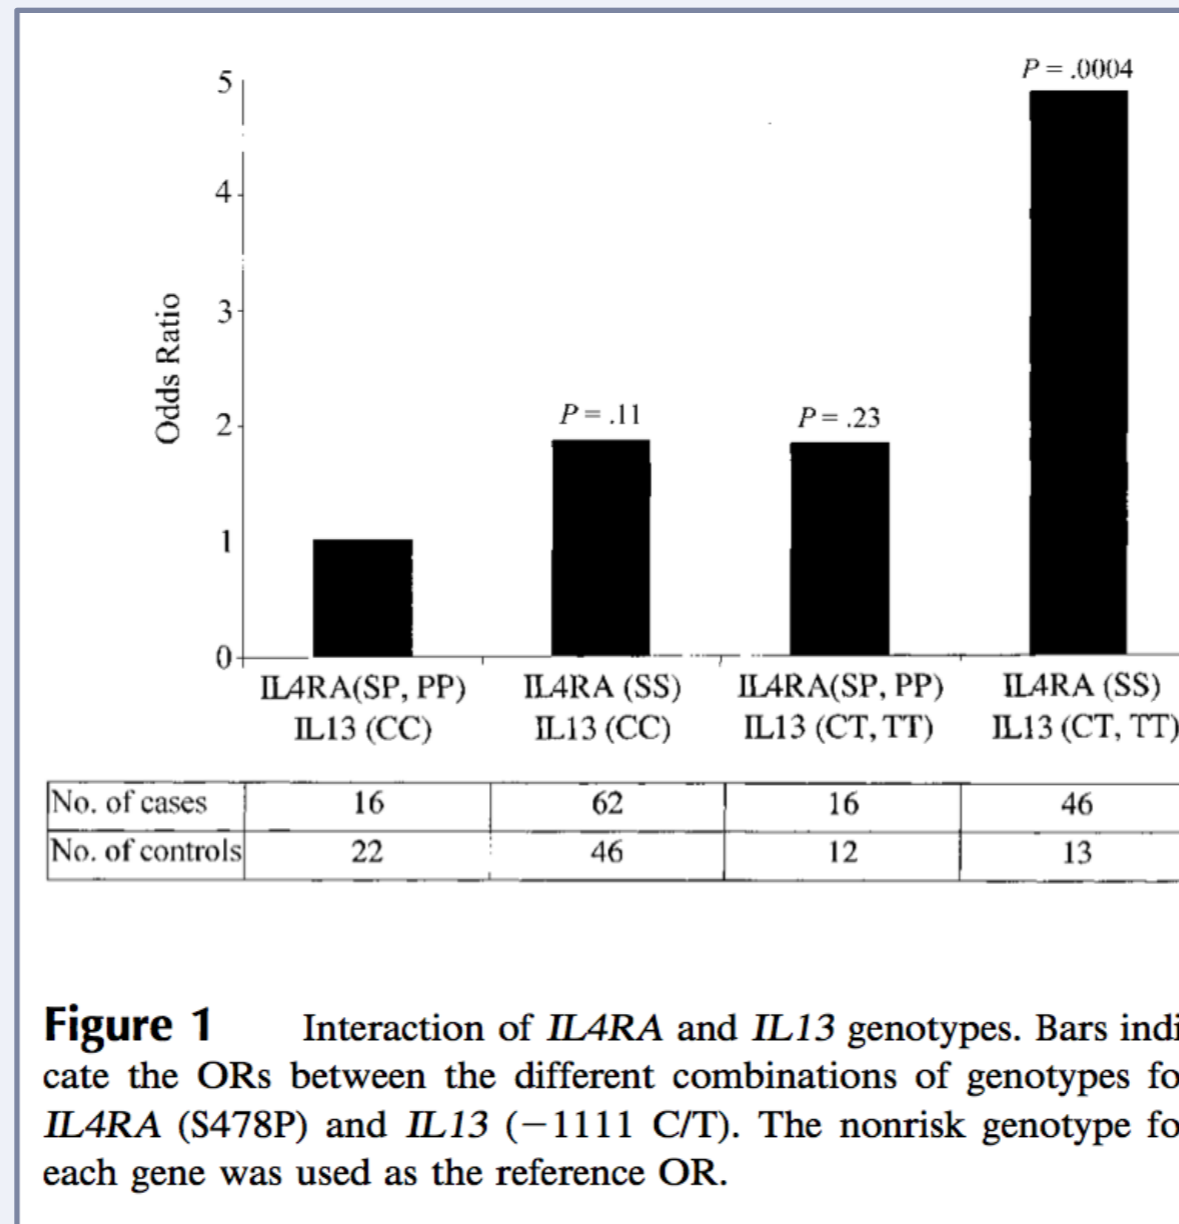 P = .0004
5
4
3
2
1
0
Odds Ratio
P = .11
P = .23
IL4RA(SP, PP) IL4RA (SS) IL4RA(SP, PP) IL4RA (SS)
IL13 (CC) IL13 (CC) IL13 (CT, TT) IL13 (CT, TT)
No. of cases 16 62 16 46
No. of controls 22 46 12 13
Figure 1 Interaction of IL4RA and IL13 genotypes. Bars indi
cate the ORs between the different combinations of genotypes fo
IL4RA (S478P) and IL13 (−1111 C/T). The nonrisk genotype fo
each gene was used as the reference OR.